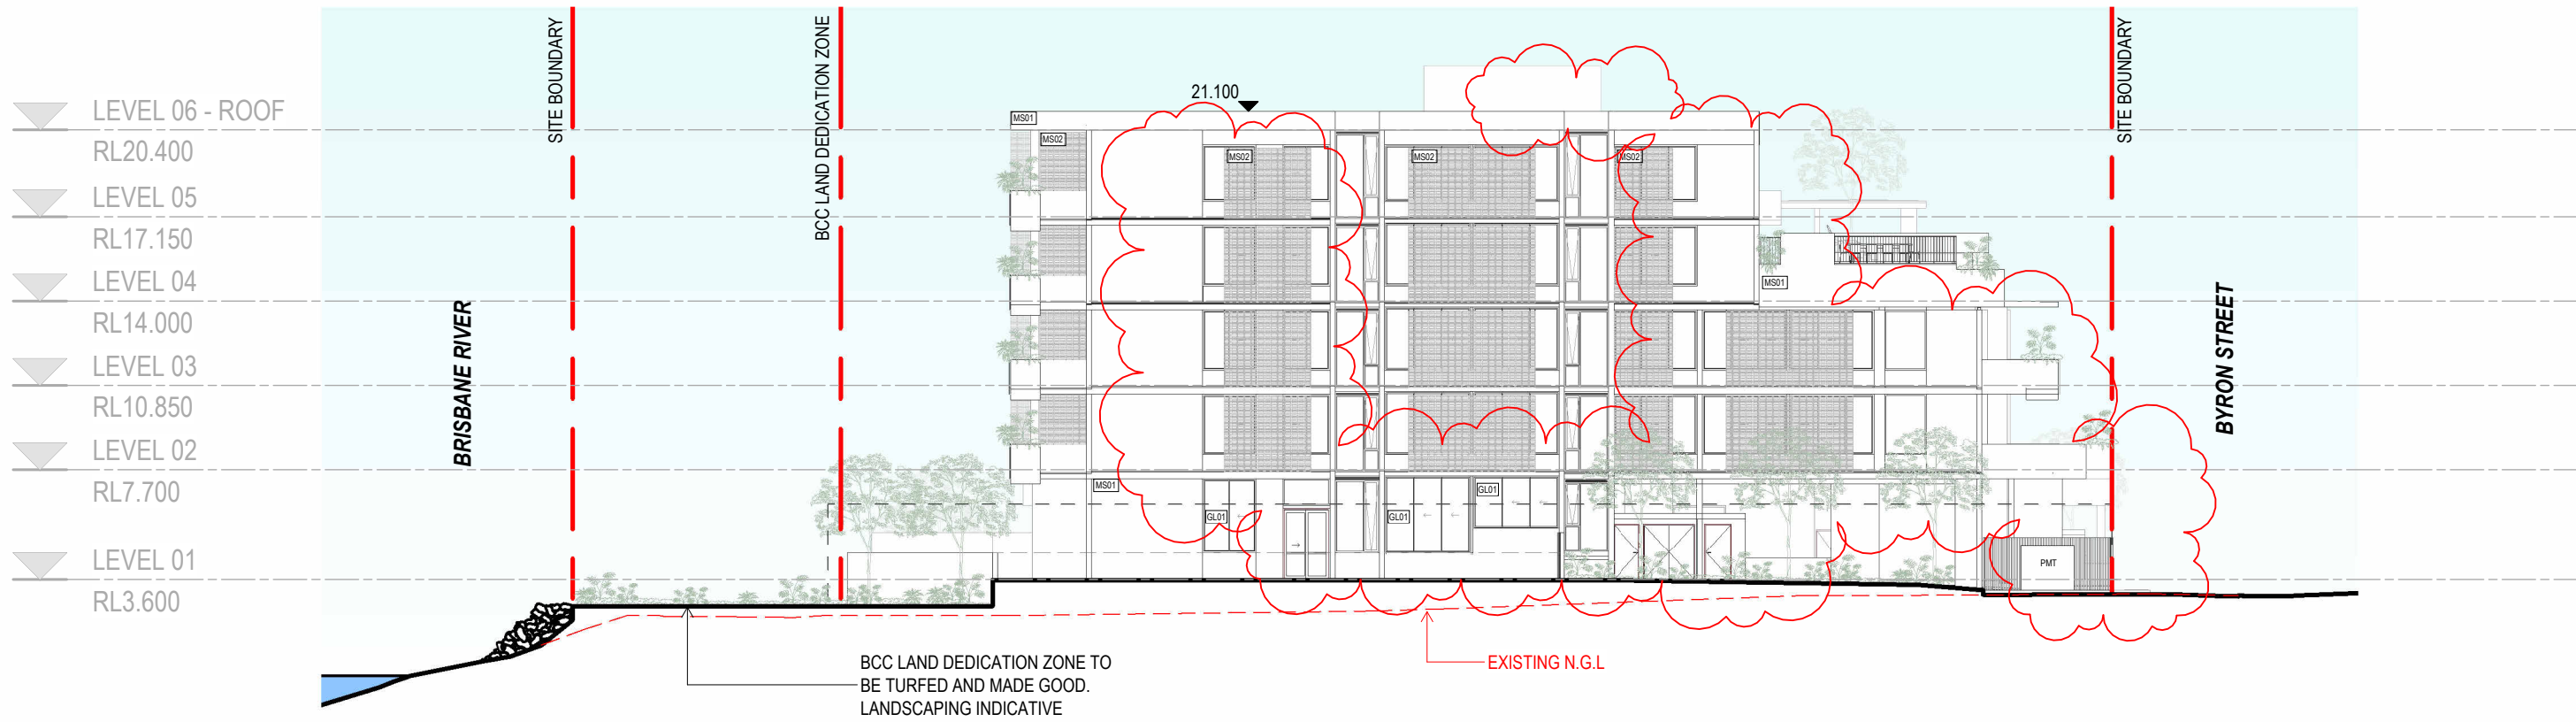 LEVEL 06 - ROOF
RL20.400
LEVEL 05
RL17.150
LEVEL 04
RL14.000
LEVEL 03
RL10.850
LEVEL 02
RL7.700
LEVEL 01
RL3.600
BRISBANE RIVER
SITE BOUNDARY
BCC LAND DEDICATION ZONE
21.100
MS01
MS02
MS02
MS02
MS02
MS01
MS01
GL01
GL01
GL01
PMT
SITE BOUNDARY
BYRON STREET
BCC LAND DEDICATION ZONE TO
BE TURFED AND MADE GOOD.
LANDSCAPING INDICATIVE
EXISTING N.G.L